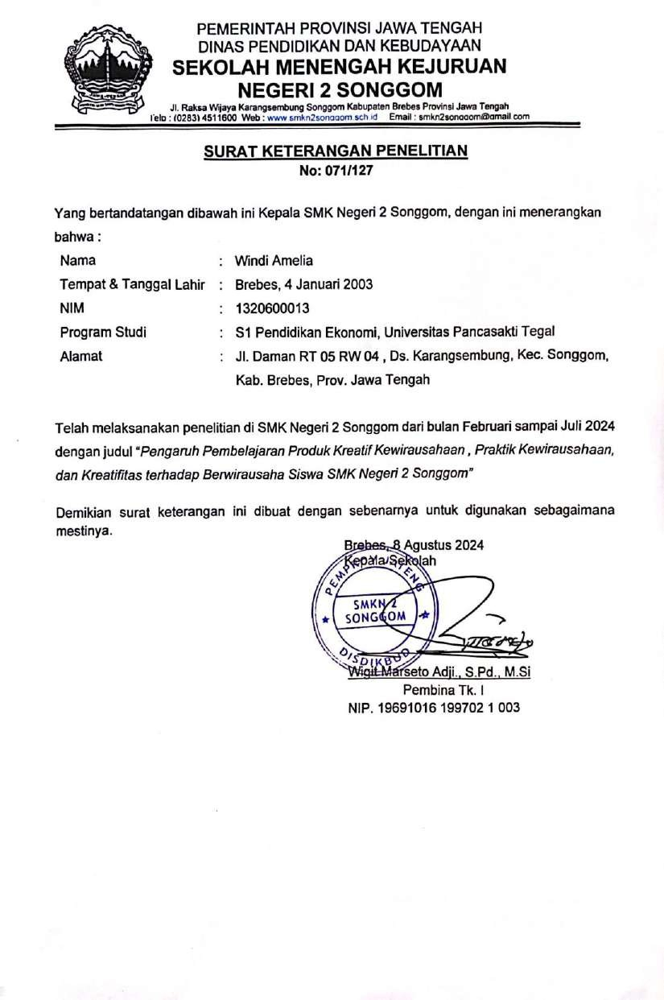 PEMERINTAH PROVINSI JAWA TENGAH
DINAS PENDIDIKAN DAN KEBUDAYAAN
SEKOLAH MENENGAH KEJURUAN
NEGERI 2 SONGGOM
Jl. Raksa Wijaya Karangsembung Songgom Kabupaten Brebes Provinsi Jawa Tengah
Telp : (0283) 4511600 Web : www.smkn2songgom.sch.id Email : smkn2songgom@gmail.com
SURAT KETERANGAN PENELITIAN
No: 071/127
Yang bertandatangan dibawah ini Kepala SMK Negeri 2 Songgom, dengan ini menerangkan
bahwa :
Nama : Windi Amelia
Tempat & Tanggal Lahir : Brebes, 4 Januari 2003
NIM : 1320600013
Program Studi : S1 Pendidikan Ekonomi, Universitas Pancasakti Tegal
Alamat : Jl. Daman RT 05 RW 04 , Ds. Karangsembung, Kec. Songgom,
Kab. Brebes, Prov. Jawa Tengah
Telah melaksanakan penelitian di SMK Negeri 2 Songgom dari bulan Februari sampai Juli 2024
dengan judul “Pengaruh Pembelajaran Produk Kreatif Kewirausahaan , Praktik Kewirausahaan,
dan Kreatifitas terhadap Berwirausaha Siswa SMK Negeri 2 Songgom”
Demikian surat keterangan ini dibuat dengan sebenarnya untuk digunakan sebagaimana
mestinya.
Brebes, 8 Agustus 2024
Kepala Sekolah
SMKN 2
SONGGOM
DISDIKBUD
Wigit Marseto Adji., S.Pd., M.Si
Pembina Tk. I
NIP. 19691016 199702 1 003